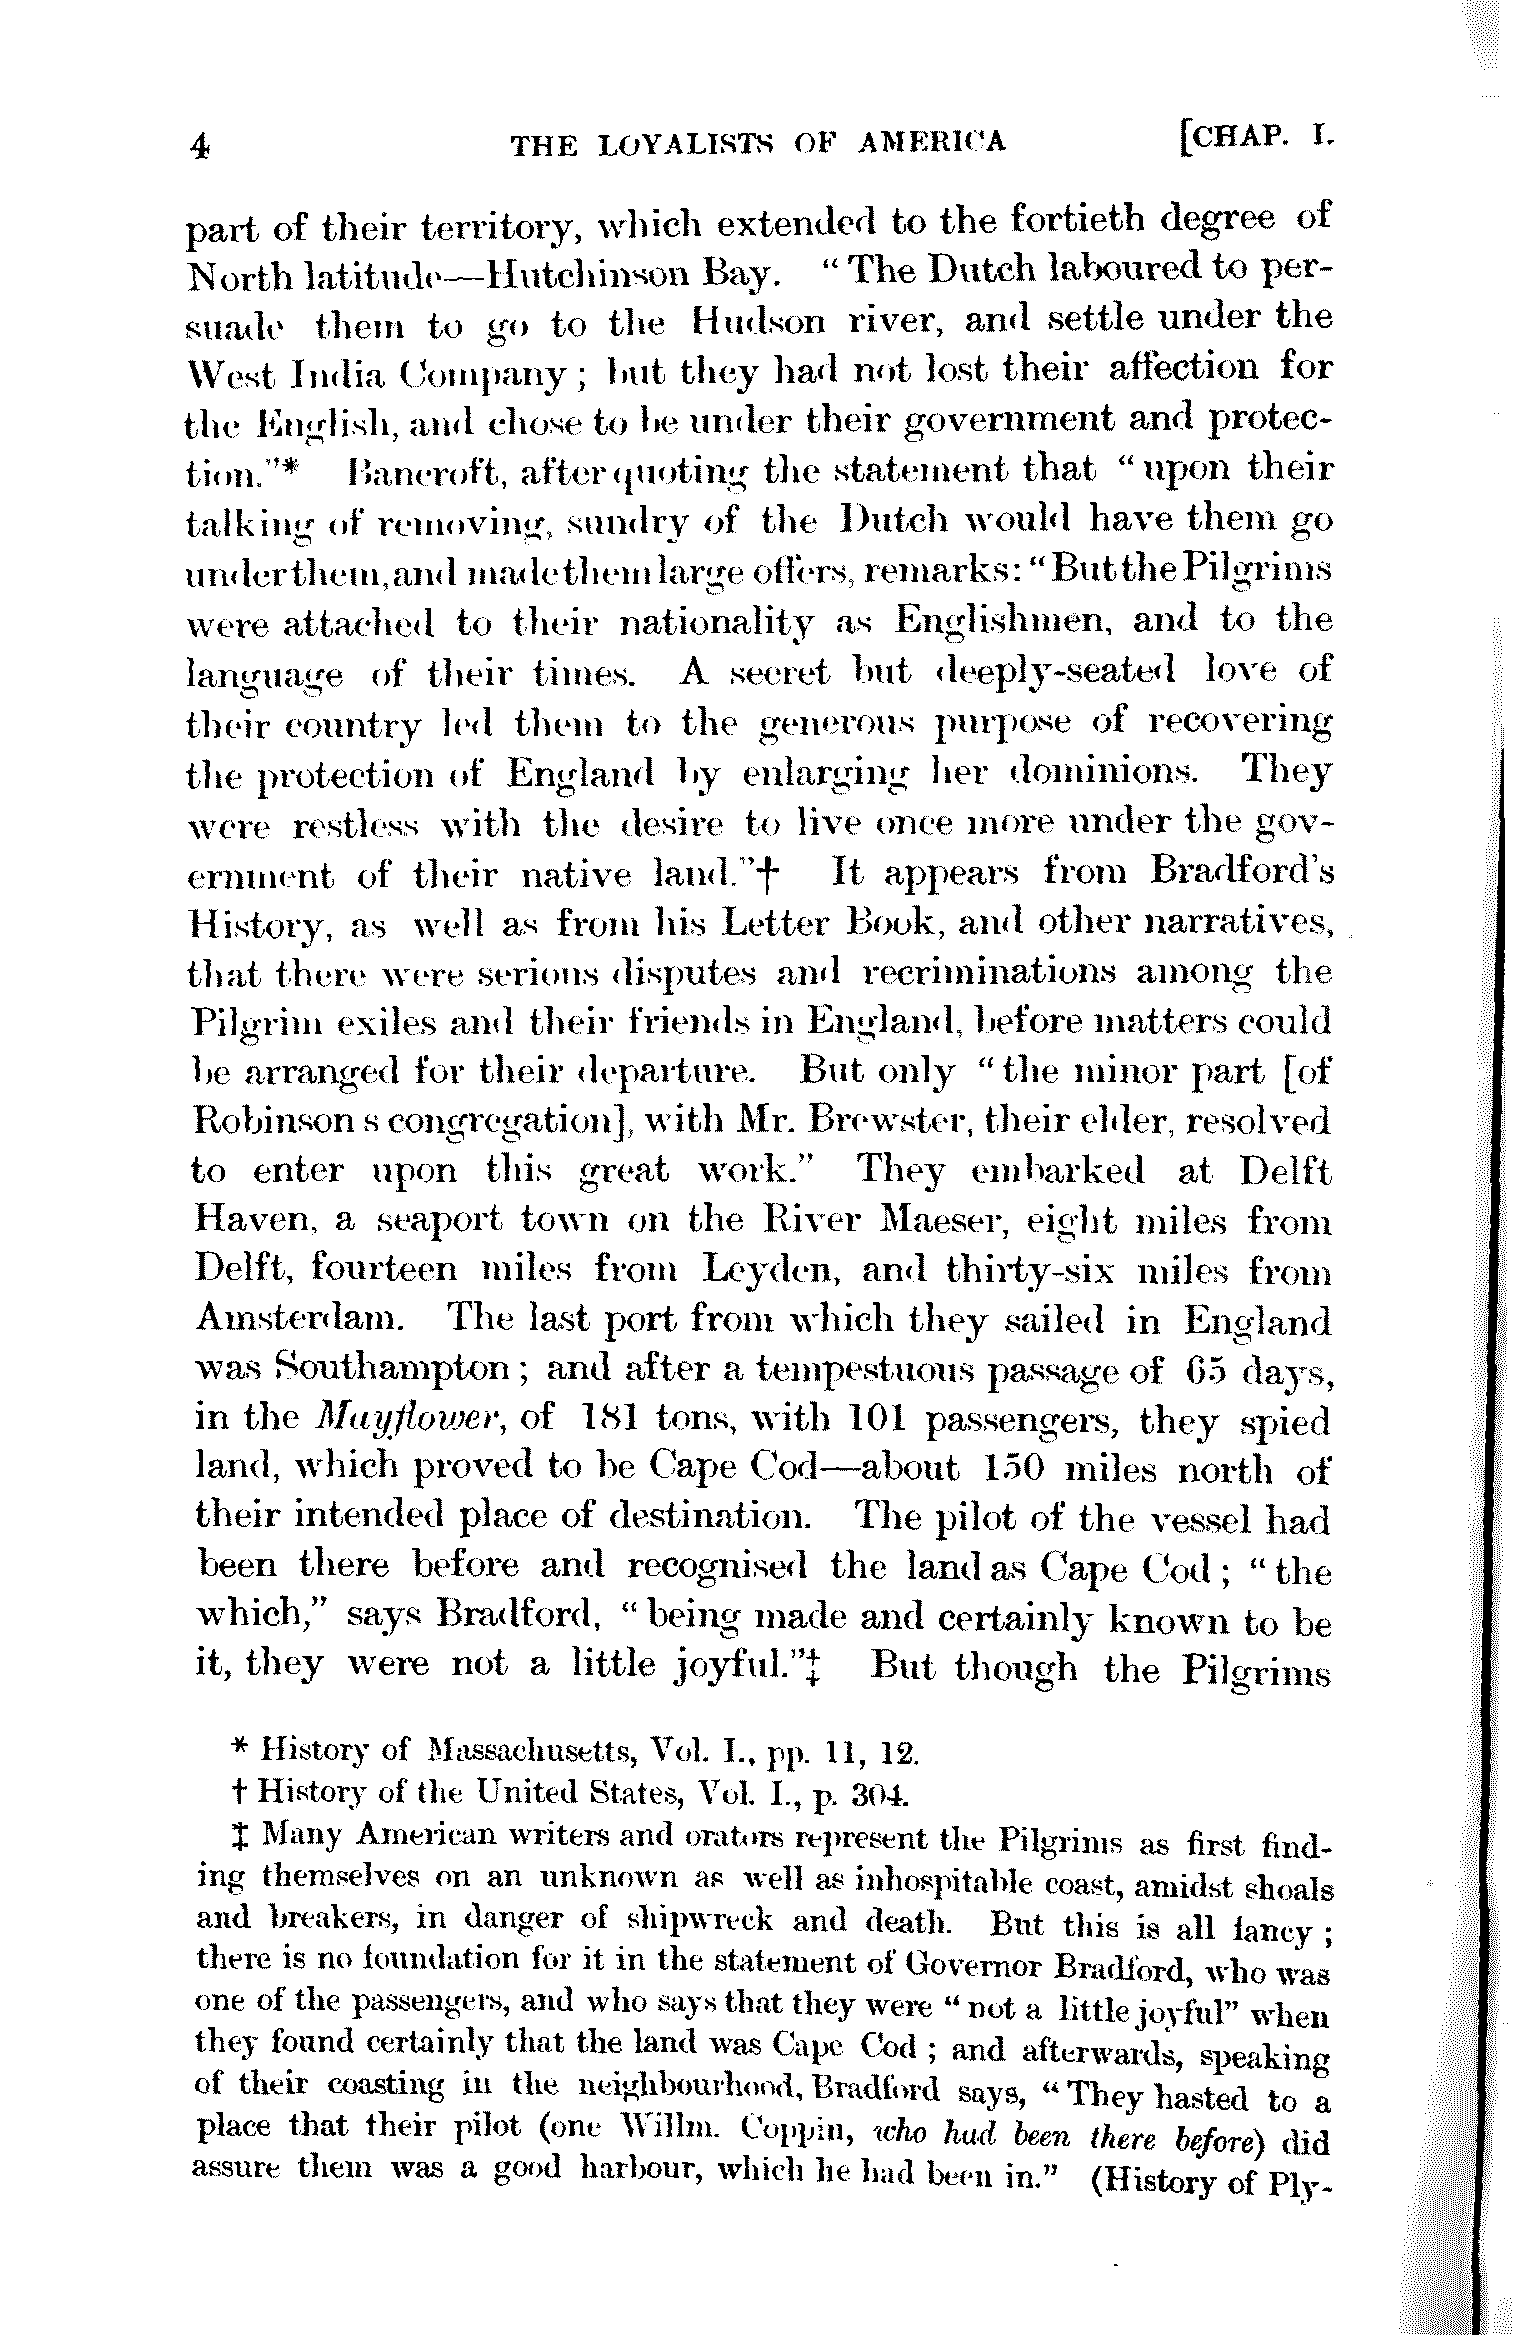 4 THE LOYALISTS OF AMERICA [CHAP. I.
part of their territory, which extended to the fortieth degree of
North latitude—Hutchinson Bay. "The Dutch laboured to per-
suade them to go to the Hudson river, and settle under the
West India Company; but they had not lost their affection for
the English, and chose to be under their government and protec-
tion."* Bancroft, after quoting the statement that "upon their
talking of removing, sundry of the Dutch would have them go
under them, and made them large offers, remarks: "But the Pilgrims
were attached to their nationality as Englishmen, and to the
language of their times. A secret but deeply-seated love of
their country led them to the generous purpose of recovering
the protection of England by enlarging her dominions. They
were restless with the desire to live once more under the gov-
ernment of their native land."† It appears from Bradford's
History, as well as from his Letter Book, and other narratives,
that there were serious disputes and recriminations among the
Pilgrim exiles and their friends in England, before matters could
be arranged for their departure. But only "the minor part [of
Robinson s congregation], with Mr. Brewster, their elder, resolved
to enter upon this great work." They embarked at Delft
Haven, a seaport town on the River Maeser, eight miles from
Delft, fourteen miles from Leyden, and thirty-six miles from
Amsterdam. The last port from which they sailed in England
was Southampton; and after a tempestuous passage of 65 days,
in the Mayflower, of 181 tons, with 101 passengers, they spied
land, which proved to be Cape Cod—about 150 miles north of
their intended place of destination. The pilot of the vessel had
been there before and recognised the land as Cape Cod; "the
which," says Bradford, "being made and certainly known to be
it, they were not a little joyful."‡ But though the Pilgrims
* History of Massachusetts, Vol. I., pp. 11, 12.
† History of the United States, Vol. I., p. 304.
‡ Many American writers and orators represent the Pilgrims as first find-
ing themselves on an unknown as well as inhospitable coast, amidst shoals
and breakers, in danger of shipwreck and death. But this is all fancy;
there is no foundation for it in the statement of Governor Bradford, who was
one of the passengers, and who says that they were "not a little joyful" when
they found certainly that the land was Cape Cod; and afterwards, speaking
of their coasting in the neighbourhood, Bradford says, "They hasted to a
place that their pilot (one Willm. Coppin, who had been there before) did
assure them was a good harbour, which he had been in." (History of Ply-